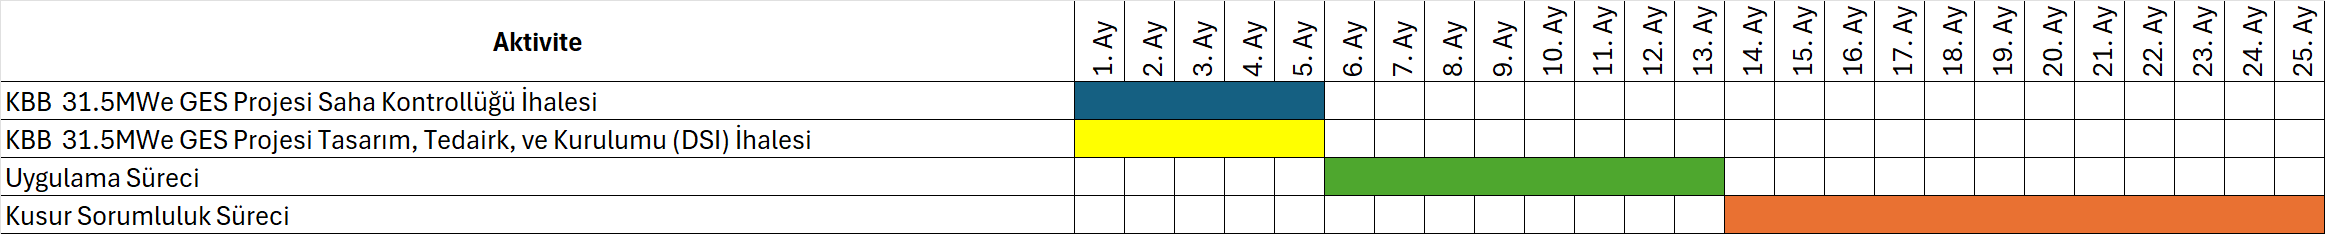 Aktivite
1. Ay
2. Ay
3. Ay
4. Ay
5. Ay
6. Ay
7. Ay
8. Ay
9. Ay
10. Ay
11. Ay
12. Ay
13. Ay
14. Ay
15. Ay
16. Ay
17. Ay
18. Ay
19. Ay
20. Ay
21. Ay
22. Ay
23. Ay
24. Ay
25. Ay
KBB  31.5MWe GES Projesi Saha Kontrollüğü İhalesi
KBB  31.5MWe GES Projesi Tasarım, Tedairk, ve Kurulumu (DSI) İhalesi
Uygulama Süreci
Kusur Sorumluluk Süreci